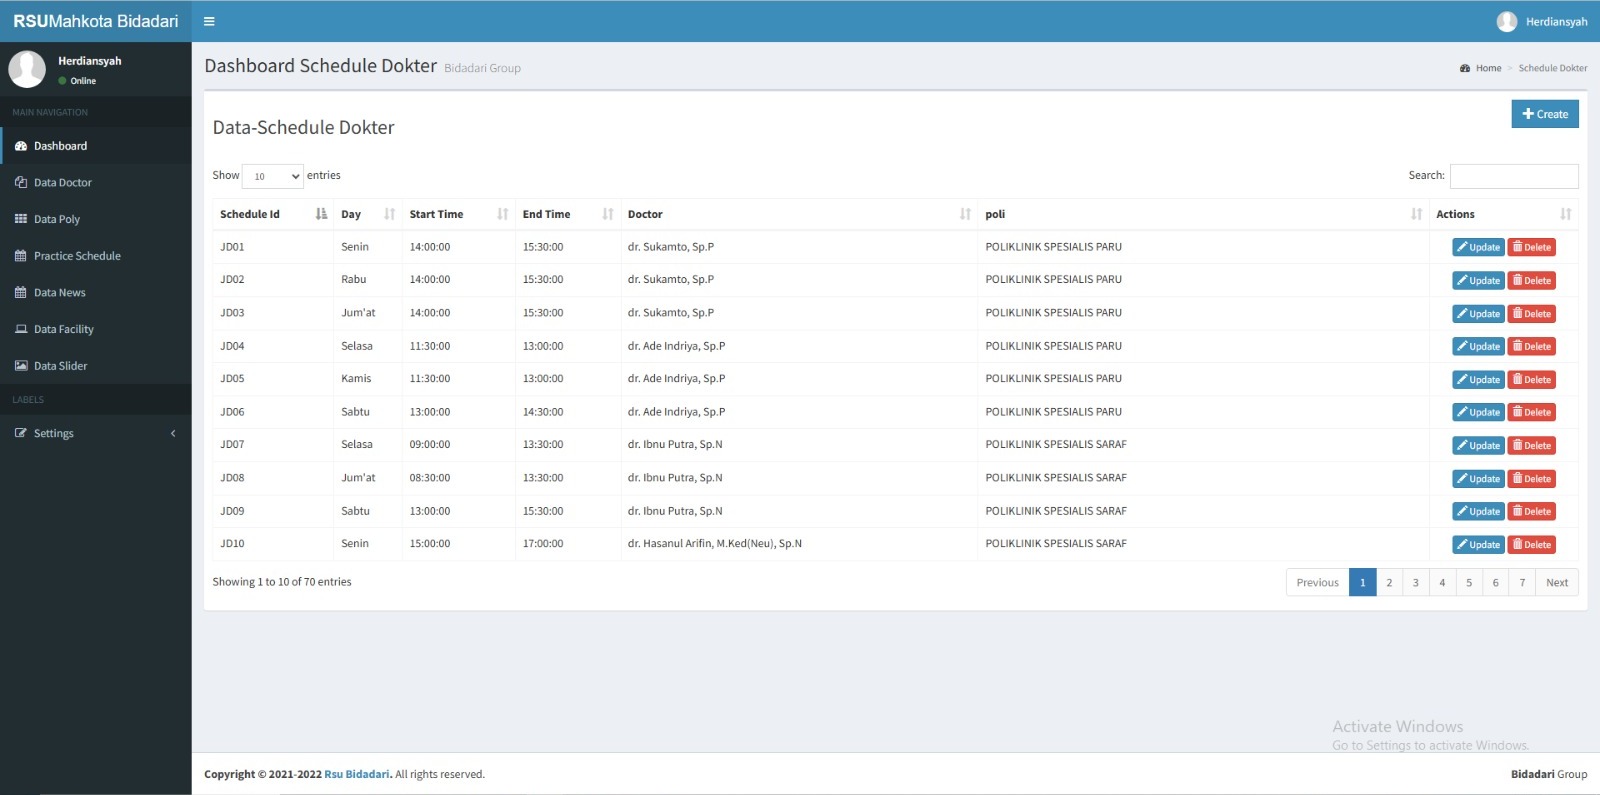 RSUMahkota Bidadari
Herdiansyah
Herdiansyah
Online
MAIN NAVIGATION
Dashboard
Data Doctor
Data Poly
Practice Schedule
Data News
Data Facility
Data Slider
LABELS
Settings
Dashboard Schedule Dokter Bidadari Group
Home > Schedule Dokter
Data-Schedule Dokter
Create
Show 10 entries
Search:
Schedule Id Day Start Time End Time Doctor poli Actions
JD01 Senin 14:00:00 15:30:00 dr. Sukamto, Sp.P POLIKLINIK SPESIALIS PARU Update Delete
JD02 Rabu 14:00:00 15:30:00 dr. Sukamto, Sp.P POLIKLINIK SPESIALIS PARU Update Delete
JD03 Jum'at 14:00:00 15:30:00 dr. Sukamto, Sp.P POLIKLINIK SPESIALIS PARU Update Delete
JD04 Selasa 11:30:00 13:00:00 dr. Ade Indriya, Sp.P POLIKLINIK SPESIALIS PARU Update Delete
JD05 Kamis 11:30:00 13:00:00 dr. Ade Indriya, Sp.P POLIKLINIK SPESIALIS PARU Update Delete
JD06 Sabtu 13:00:00 14:30:00 dr. Ade Indriya, Sp.P POLIKLINIK SPESIALIS PARU Update Delete
JD07 Selasa 09:00:00 13:30:00 dr. Ibnu Putra, Sp.N POLIKLINIK SPESIALIS SARAF Update Delete
JD08 Jum'at 08:30:00 13:30:00 dr. Ibnu Putra, Sp.N POLIKLINIK SPESIALIS SARAF Update Delete
JD09 Sabtu 13:00:00 15:30:00 dr. Ibnu Putra, Sp.N POLIKLINIK SPESIALIS SARAF Update Delete
JD10 Senin 15:00:00 17:00:00 dr. Hasanul Arifin, M.Ked(Neu), Sp.N POLIKLINIK SPESIALIS SARAF Update Delete
Showing 1 to 10 of 70 entries
Previous 1 2 3 4 5 6 7 Next
Activate Windows
Go to Settings to activate Windows.
Copyright © 2021-2022 Rsu Bidadari. All rights reserved.
Bidadari Group